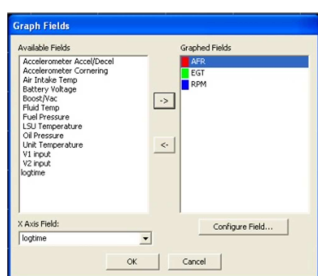 Graph Fields
Available Fields
Accelerometer Accel/Decel
Accelerometer Cornering
Air Intake Temp
Battery Voltage
Boost/Vac
Fluid Temp
Fuel Pressure
LSU Temperature
Oil Pressure
Unit Temperature
V1 input
V2 input
logtime
->
<-
Graphed Fields
AFR
EGT
RPM
X Axis Field:
logtime
Configure Field...
OK
Cancel